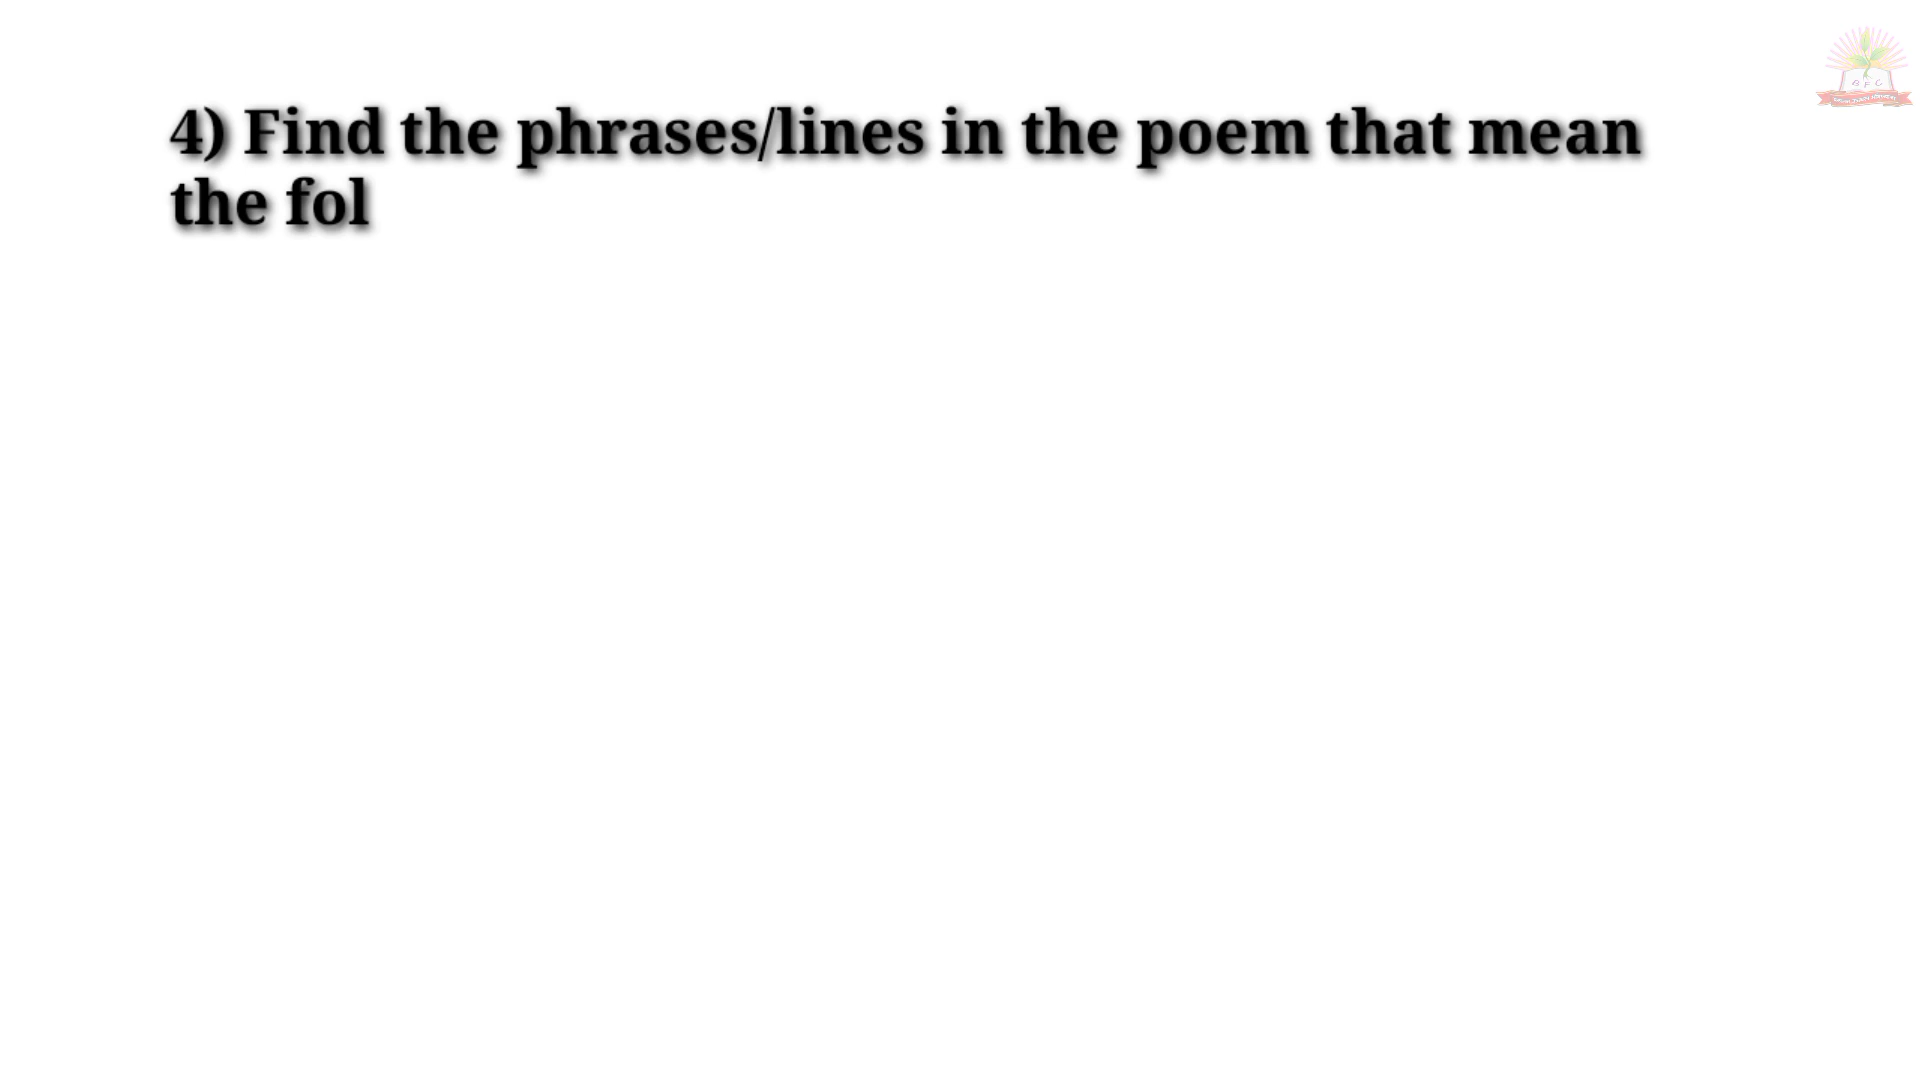 4) Find the phrases/lines in the poem that mean
the fol
B F C